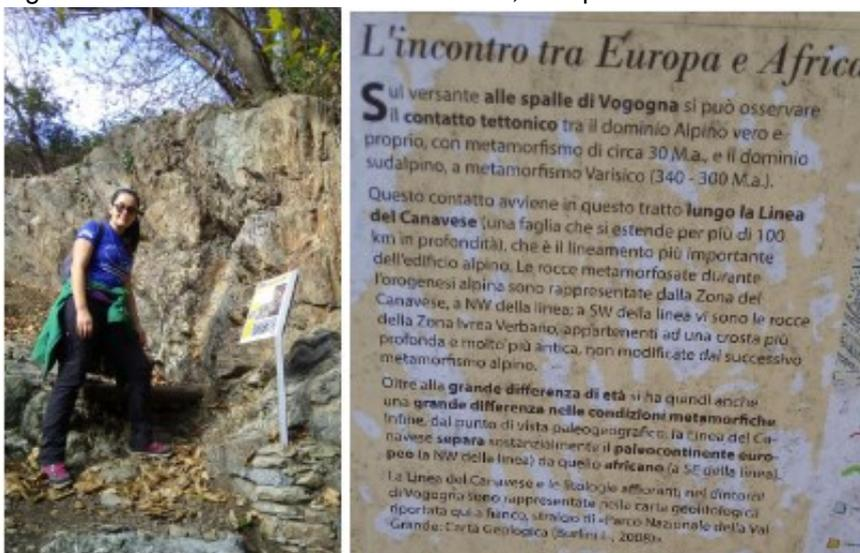 L'incontro tra Europa e Africa
Sul versante alle spalle di Vogogna si può osservare
il contatto tettonico tra il dominio Alpino vero e
proprio, con metamorfismo di circa 30 M.a., e il dominio
sudalpino, a metamorfismo Varisico (340 - 300 M.a.).
Questo contatto avviene in questo tratto lungo la Linea
del Canavese (una faglia che si estende per più di 100
km in profondità), che è il lineamento più importante
dell'edificio alpino. Le rocce metamorfosate durante
l'orogenesi alpina sono rappresentate dalla Zona del
Canavese, a NW della linea; a SW della linea vi sono le rocce
della Zona Ivrea Verbano, appartenenti ad una crosta più
profonda e molto più antica, non modificate dal successivo
metamorfismo alpino.
Oltre alla grande differenza di età si ha quindi anche
una grande differenza nelle condizioni metamorfiche.
Infine, dal punto di vista paleogeografico, la Linea del Ca-
navese separa sostanzialmente il paleocontinente euro-
peo (a NW della linea) da quello africano (a SE della linea).
La Linea del Canavese e le litologie affioranti nei dintorni
di Vogogna sono rappresentate nella carta geolitologica
riportata qui a fianco, stralcio di «Parco Nazionale della Val
Grande: Carta Geologica (Burlini L., 2008)»